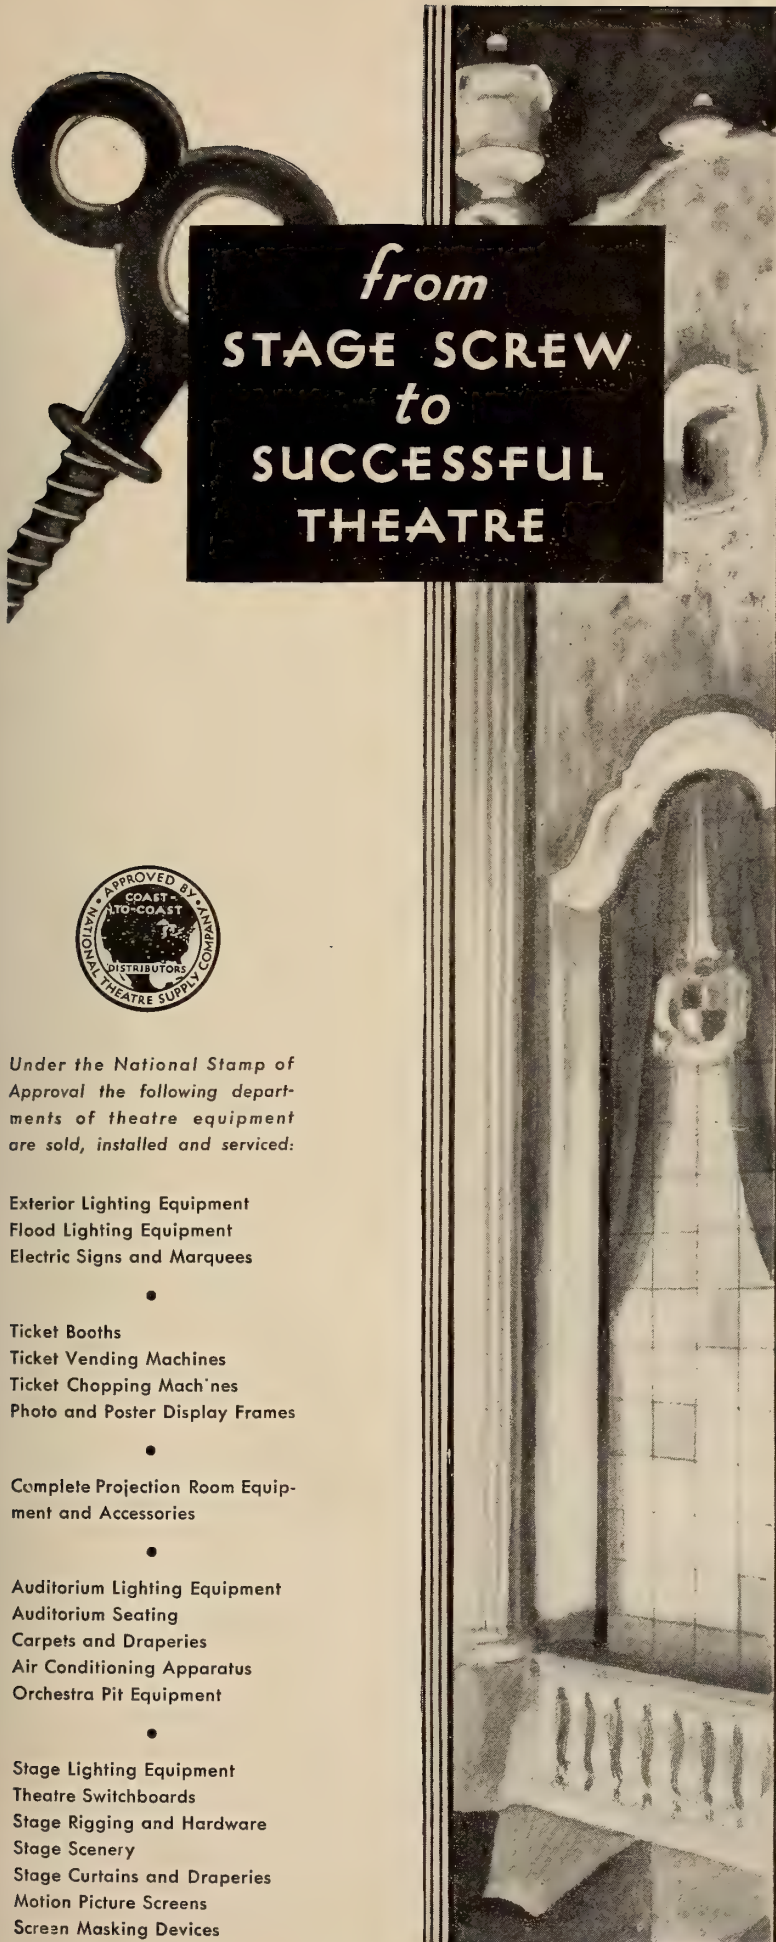 from
STAGE SCREW
to
SUCCESSFUL
THEATRE
• APPROVED BY •
NATIONAL THEATRE SUPPLY COMPANY
COAST-
TO-COAST
DISTRIBUTORS
Under the National Stamp of
Approval the following depart-
ments of theatre equipment
are sold, installed and serviced:
Exterior Lighting Equipment
Flood Lighting Equipment
Electric Signs and Marquees
•
Ticket Booths
Ticket Vending Machines
Ticket Chopping Machines
Photo and Poster Display Frames
•
Complete Projection Room Equip-
ment and Accessories
•
Auditorium Lighting Equipment
Auditorium Seating
Carpets and Draperies
Air Conditioning Apparatus
Orchestra Pit Equipment
•
Stage Lighting Equipment
Theatre Switchboards
Stage Rigging and Hardware
Stage Scenery
Stage Curtains and Draperies
Motion Picture Screens
Screen Masking Devices